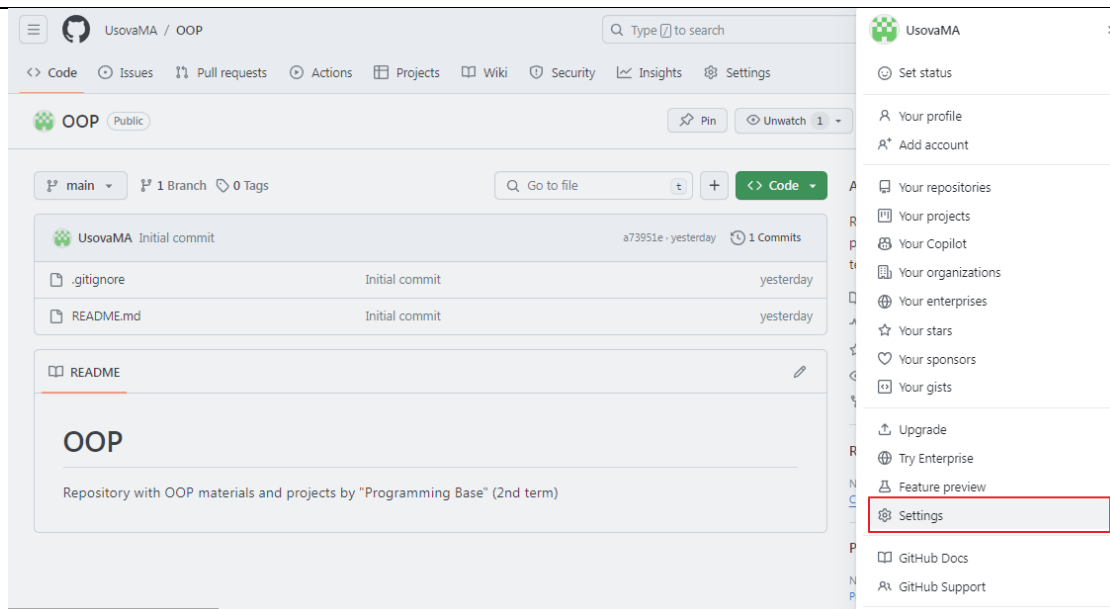 UsovaMA / OOP
Type / to search
Code Issues Pull requests Actions Projects Wiki Security Insights Settings
OOP Public
Pin Unwatch 1
main 1 Branch 0 Tags
Go to file t + Code
UsovaMA Initial commit a73951e · yesterday 1 Commits
.gitignore Initial commit yesterday
README.md Initial commit yesterday
README
OOP
Repository with OOP materials and projects by "Programming Base" (2nd term)
UsovaMA
Set status
Your profile
Add account
Your repositories
Your projects
Your Copilot
Your organizations
Your enterprises
Your stars
Your sponsors
Your gists
Upgrade
Try Enterprise
Feature preview
Settings
GitHub Docs
GitHub Support